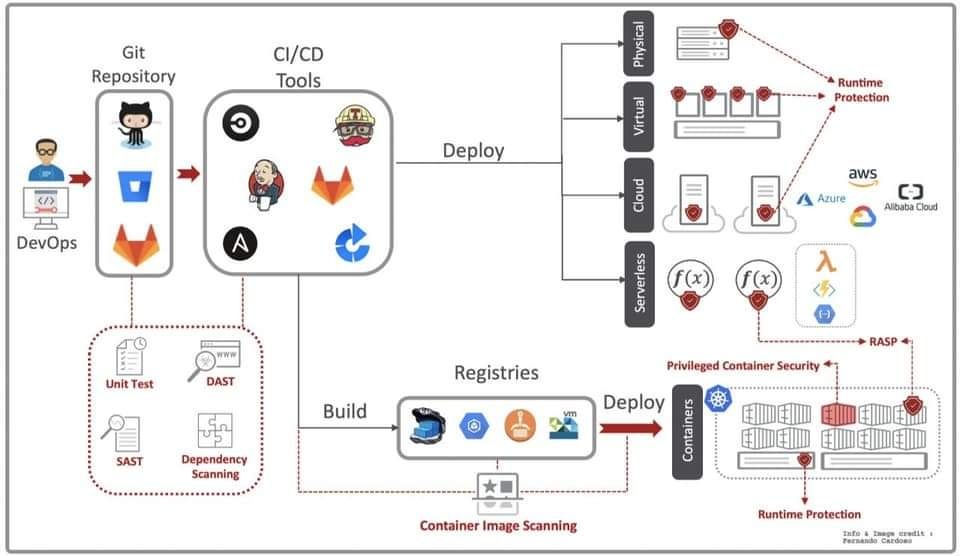 Git
Repository
CI/CD
Tools
DevOps
Deploy
Physical
Virtual
Cloud
Serverless
Runtime
Protection
aws
Azure
Alibaba Cloud
f(x)
f(x)
RASP
Unit Test
WWW
DAST
SAST
Dependency
Scanning
Build
Registries
vm
Deploy
Privileged Container Security
Containers
Container Image Scanning
Runtime Protection
Info & Image credit :
Fernando Cardoso